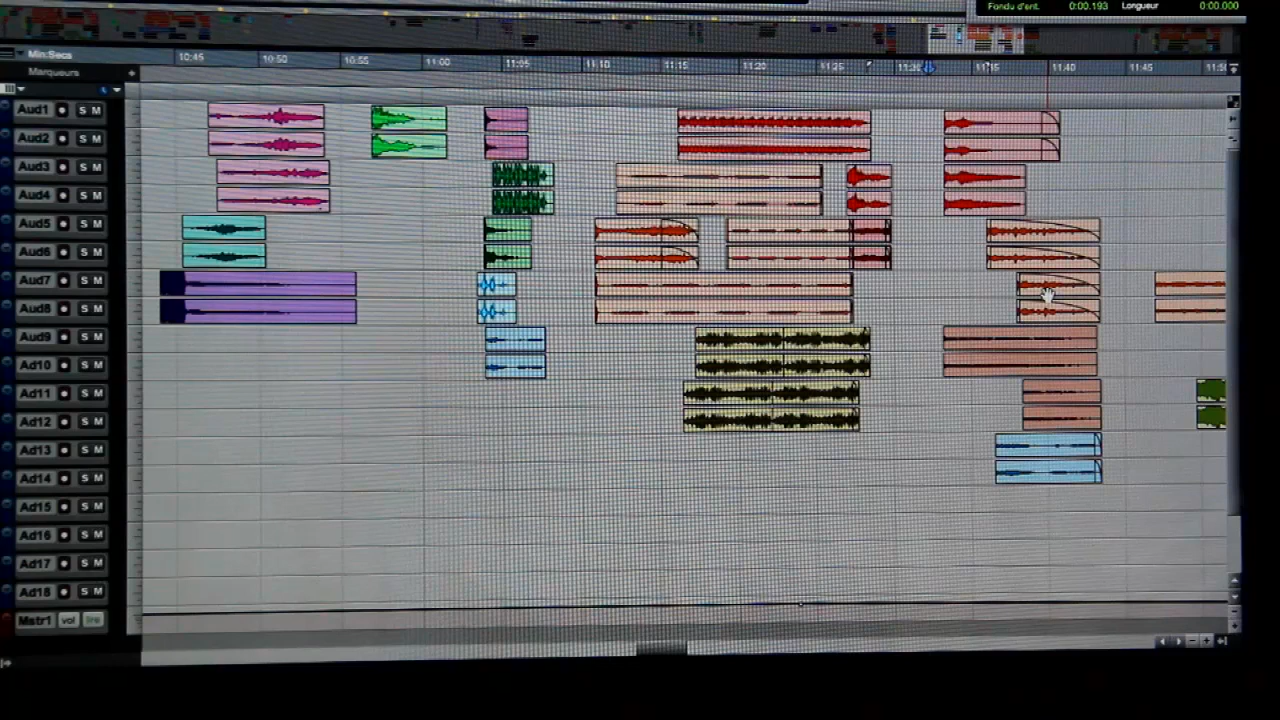 Fondu d'ent. 0:00.193 Longueur 0:00.000
Min:Secs 10:45 10:50 10:55 11:00 11:05 11:10 11:15 11:20 11:25 11:30 11:40 11:45
Marqueurs
Aud1 S M
Aud2 S M
Aud3 S M
Aud4 S M
Aud5 S M
Aud6 S M
Aud7 S M
Aud8 S M
Aud9 S M
Ad10 S M
Ad11 S M
Ad12 S M
Ad13 S M
Ad14 S M
Ad15 S M
Ad16 S M
Ad17 S M
Ad18 S M
Mstr1 vol